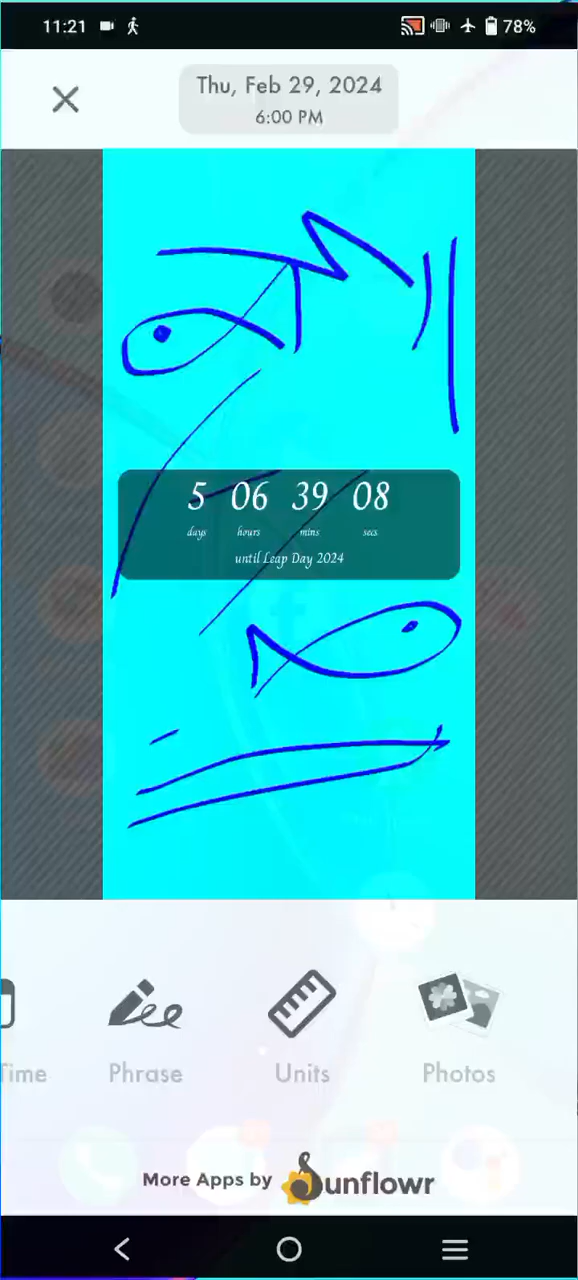 11:21 78%
Thu, Feb 29, 2024
6:00 PM
5 06 39 08
days hours mins secs
until Leap Day 2024
Time Phrase Units Photos
More Apps by Sunflowr